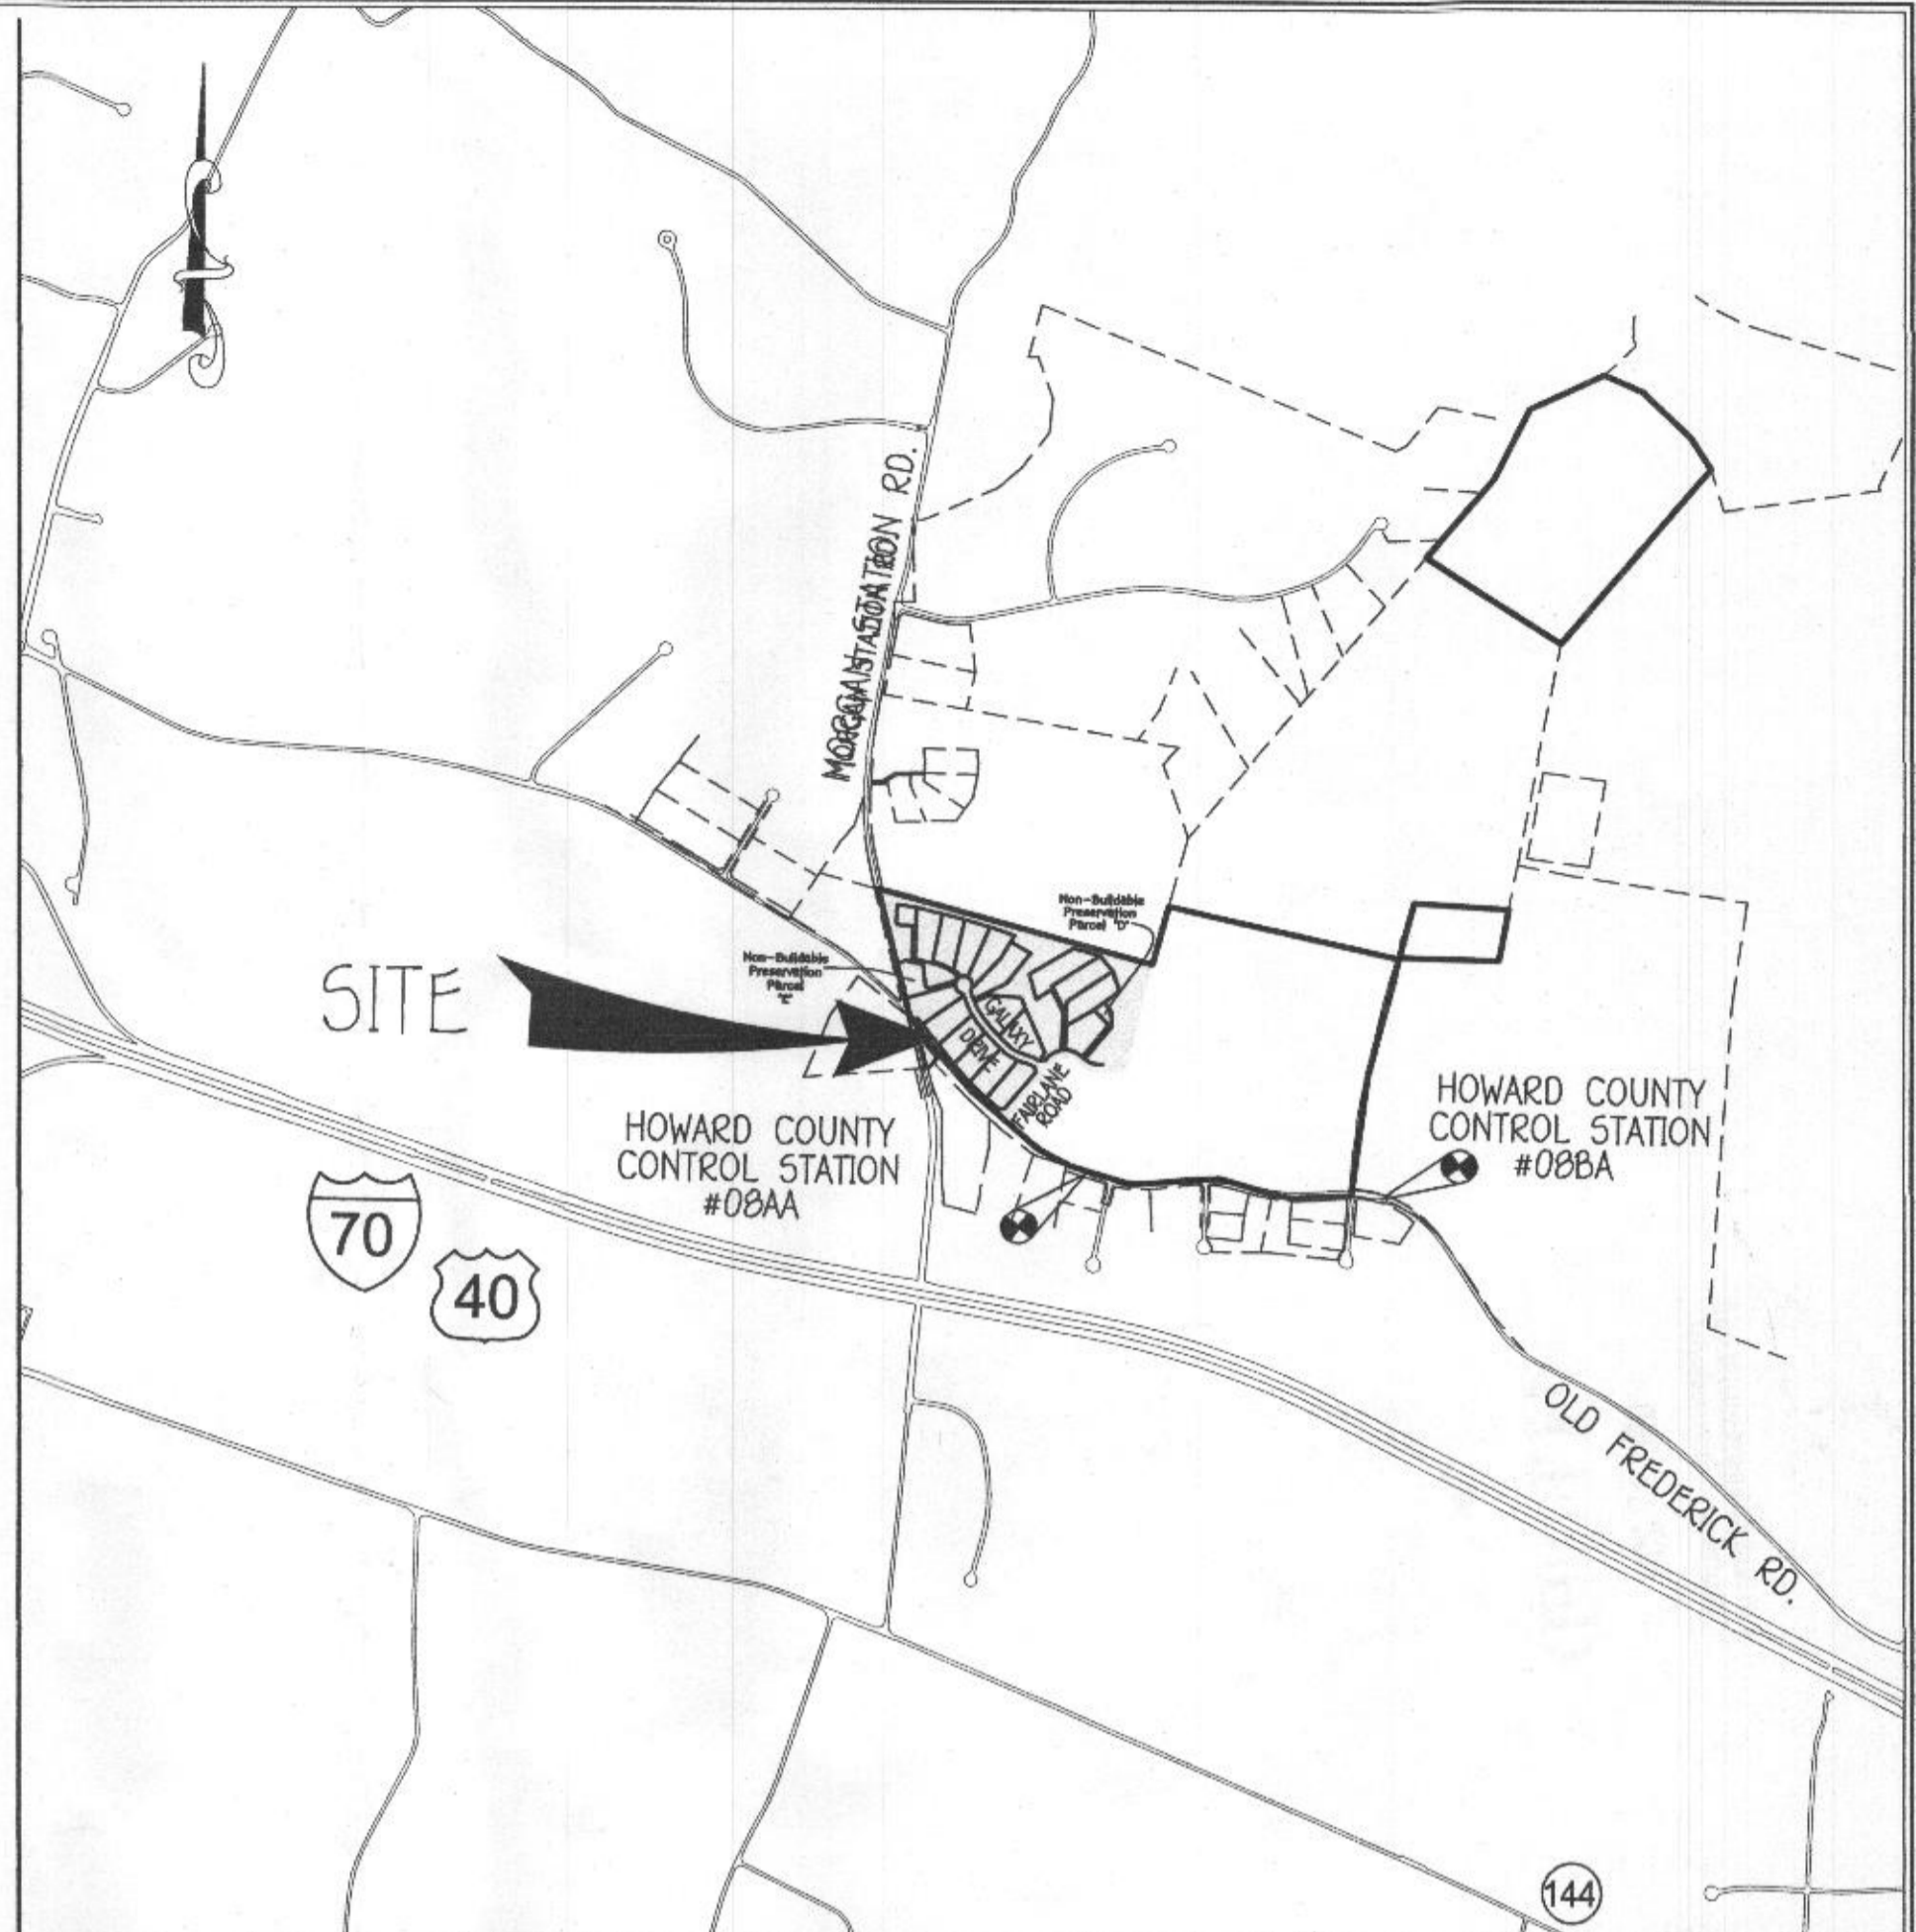 MORGAN STATION RD.
Non-Buildable
Preservation
Parcel "D"
Non-Buildable
Preservation
Parcel
"E"
SITE
GALAXY
DRIVE
FAIRLANE
ROAD
HOWARD COUNTY
CONTROL STATION
#08AA
HOWARD COUNTY
CONTROL STATION
#08BA
70
40
OLD FREDERICK RD.
144